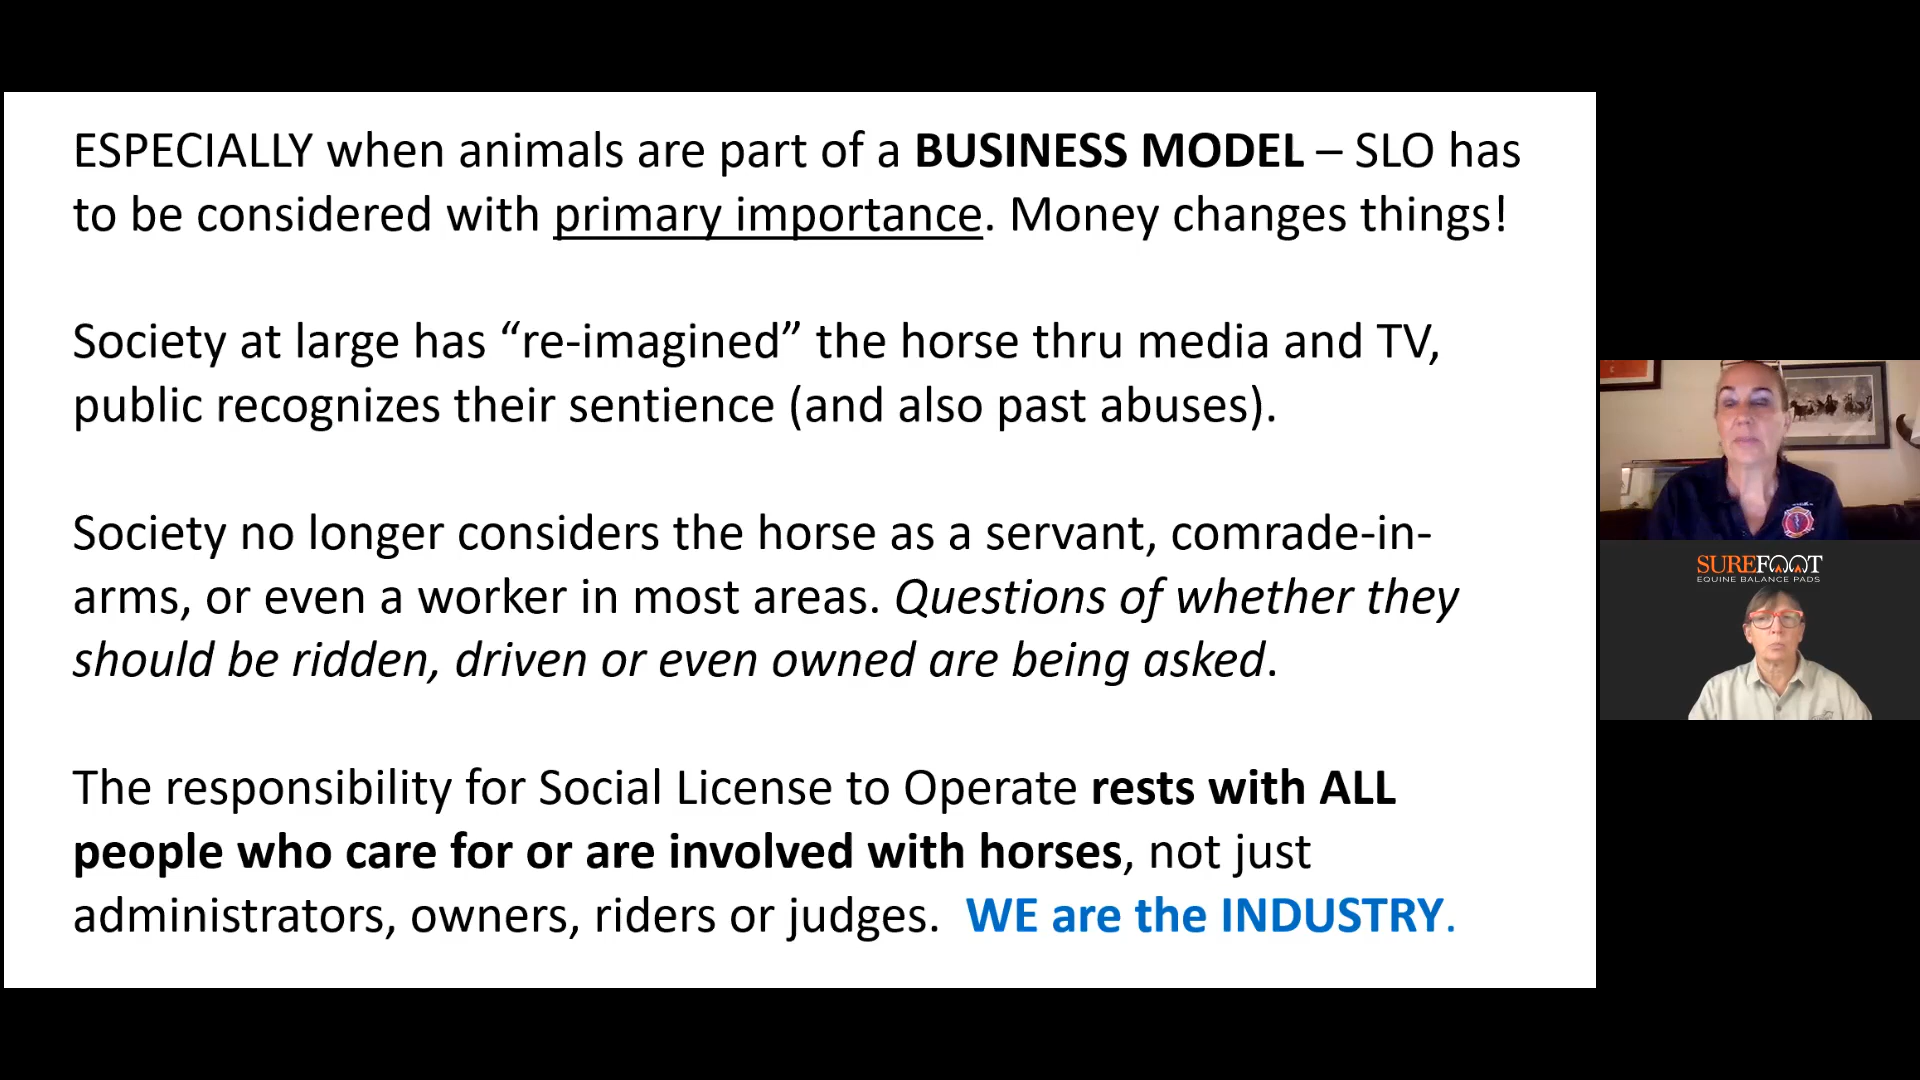 ESPECIALLY when animals are part of a BUSINESS MODEL – SLO has
to be considered with primary importance. Money changes things!
Society at large has “re-imagined” the horse thru media and TV,
public recognizes their sentience (and also past abuses).
Society no longer considers the horse as a servant, comrade-in-
arms, or even a worker in most areas. Questions of whether they
should be ridden, driven or even owned are being asked.
The responsibility for Social License to Operate rests with ALL
people who care for or are involved with horses, not just
administrators, owners, riders or judges.  WE are the INDUSTRY.
SUREFOOT
EQUINE BALANCE PADS